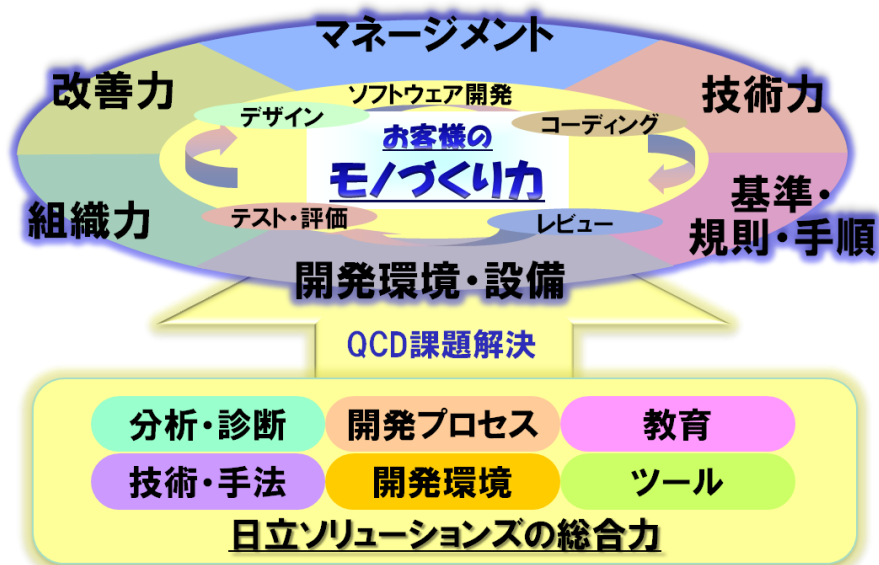 マネージメント
改善力
技術力
ソフトウェア開発
デザイン
コーディング
お客様の
モノづくり力
組織力
基準・
規則・手順
テスト・評価
レビュー
開発環境・設備
QCD課題解決
分析・診断
開発プロセス
教育
技術・手法
開発環境
ツール
日立ソリューションズの総合力